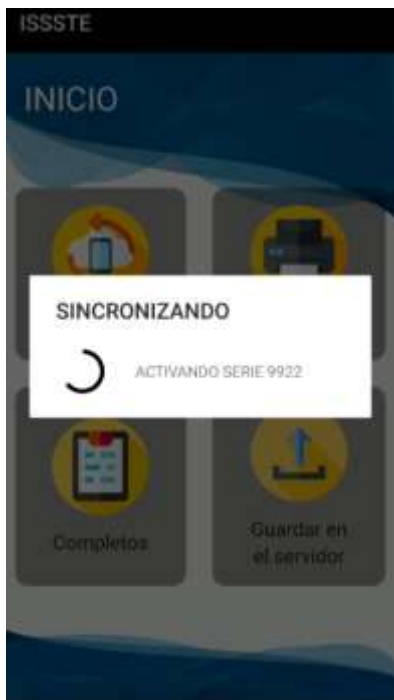 ISSSTE
INICIO
SINCRONIZANDO
ACTIVANDO SERIE 9922
Completos
Guardar en
el servidor